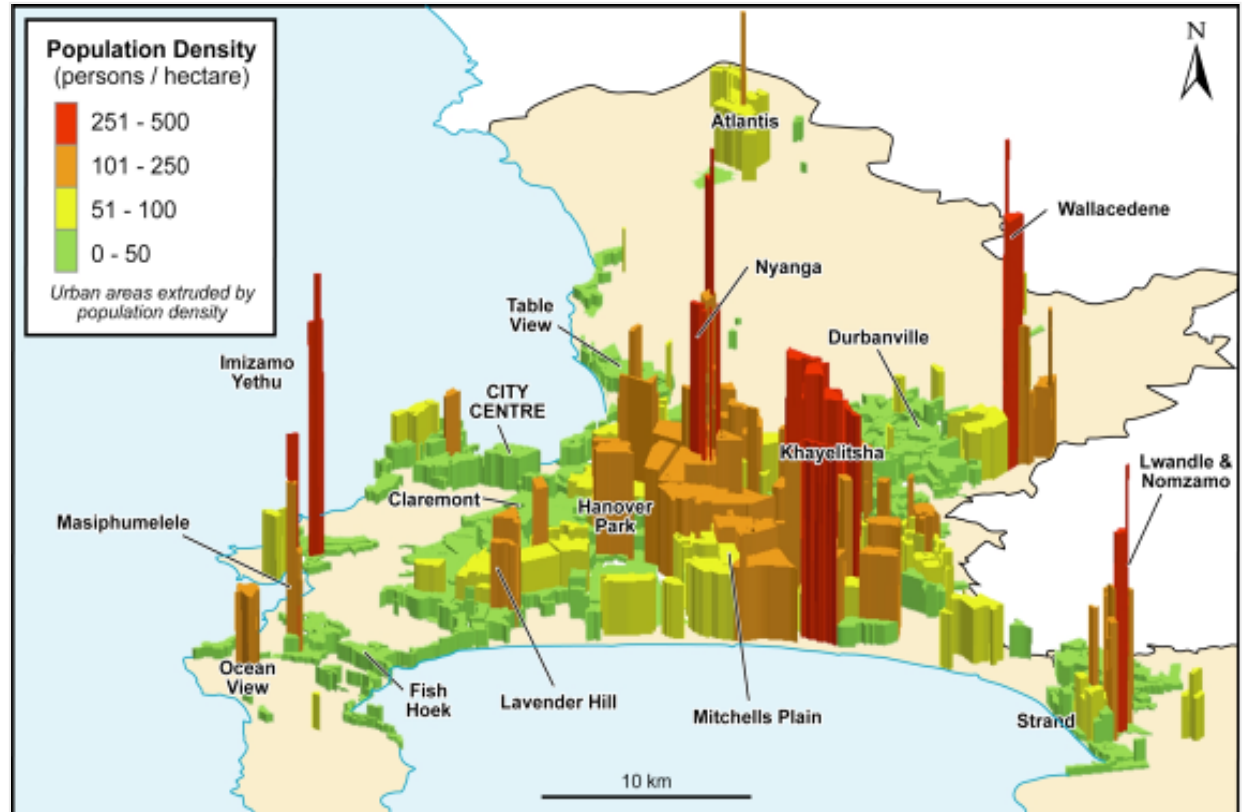 Population Density
(persons / hectare)
251 - 500
101 - 250
51 - 100
0 - 50
Urban areas extruded by
population density
N
Atlantis
Wallacedene
Nyanga
Table
View
Durbanville
Imizamo
Yethu
CITY
CENTRE
Khayelitsha
Lwandle &
Nomzamo
Claremont
Hanover
Park
Masiphumelele
Ocean
View
Fish
Hoek
Lavender Hill
Mitchells Plain
Strand
10 km